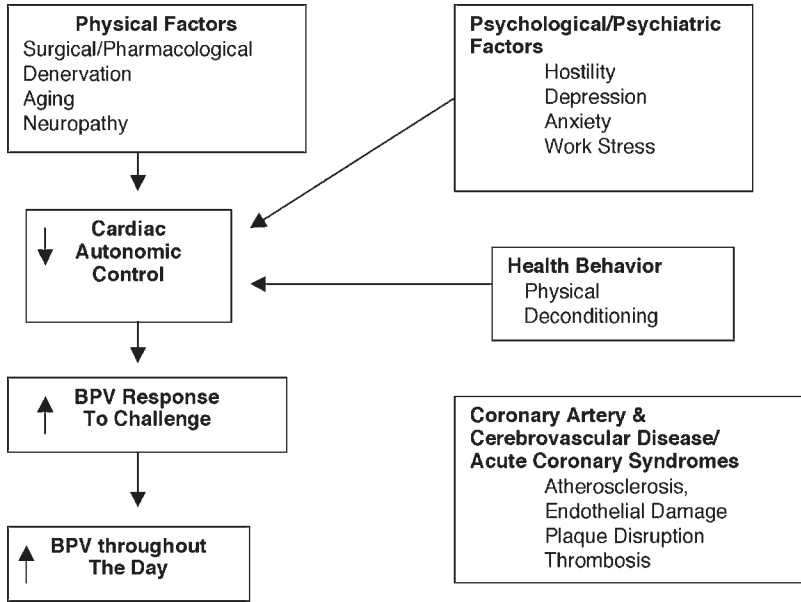 Physical Factors
Surgical/Pharmacological
Denervation
Aging
Neuropathy
Psychological/Psychiatric
Factors
Hostility
Depression
Anxiety
Work Stress
Cardiac
Autonomic
Control
Health Behavior
Physical
Deconditioning
BPV Response
To Challenge
Coronary Artery &
Cerebrovascular Disease/
Acute Coronary Syndromes
Atherosclerosis,
Endothelial Damage
Plaque Disruption
Thrombosis
BPV throughout
The Day